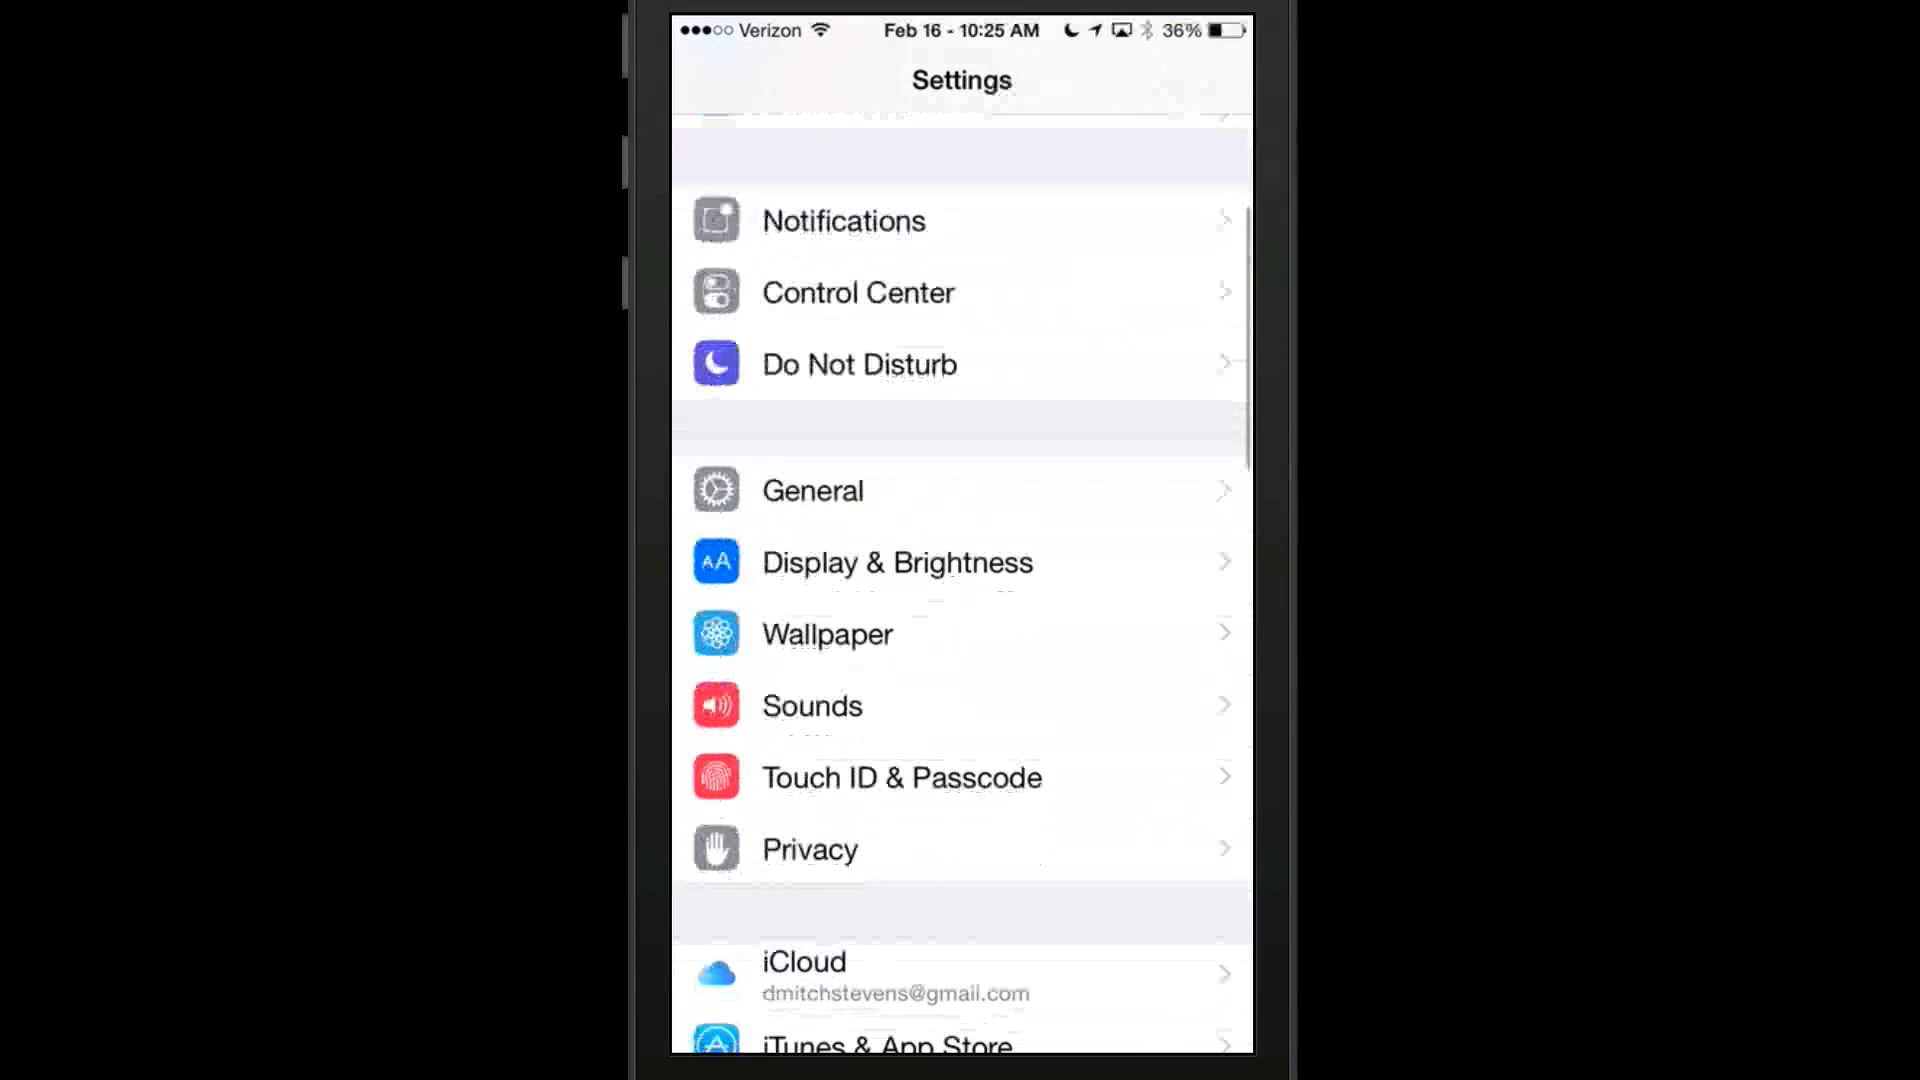 Verizon Feb 16 - 10:25 AM 36%
Settings
Notifications
Control Center
Do Not Disturb
General
AA Display & Brightness
Wallpaper
Sounds
Touch ID & Passcode
Privacy
iCloud
dmitchstevens@gmail.com
iTunes & App Store